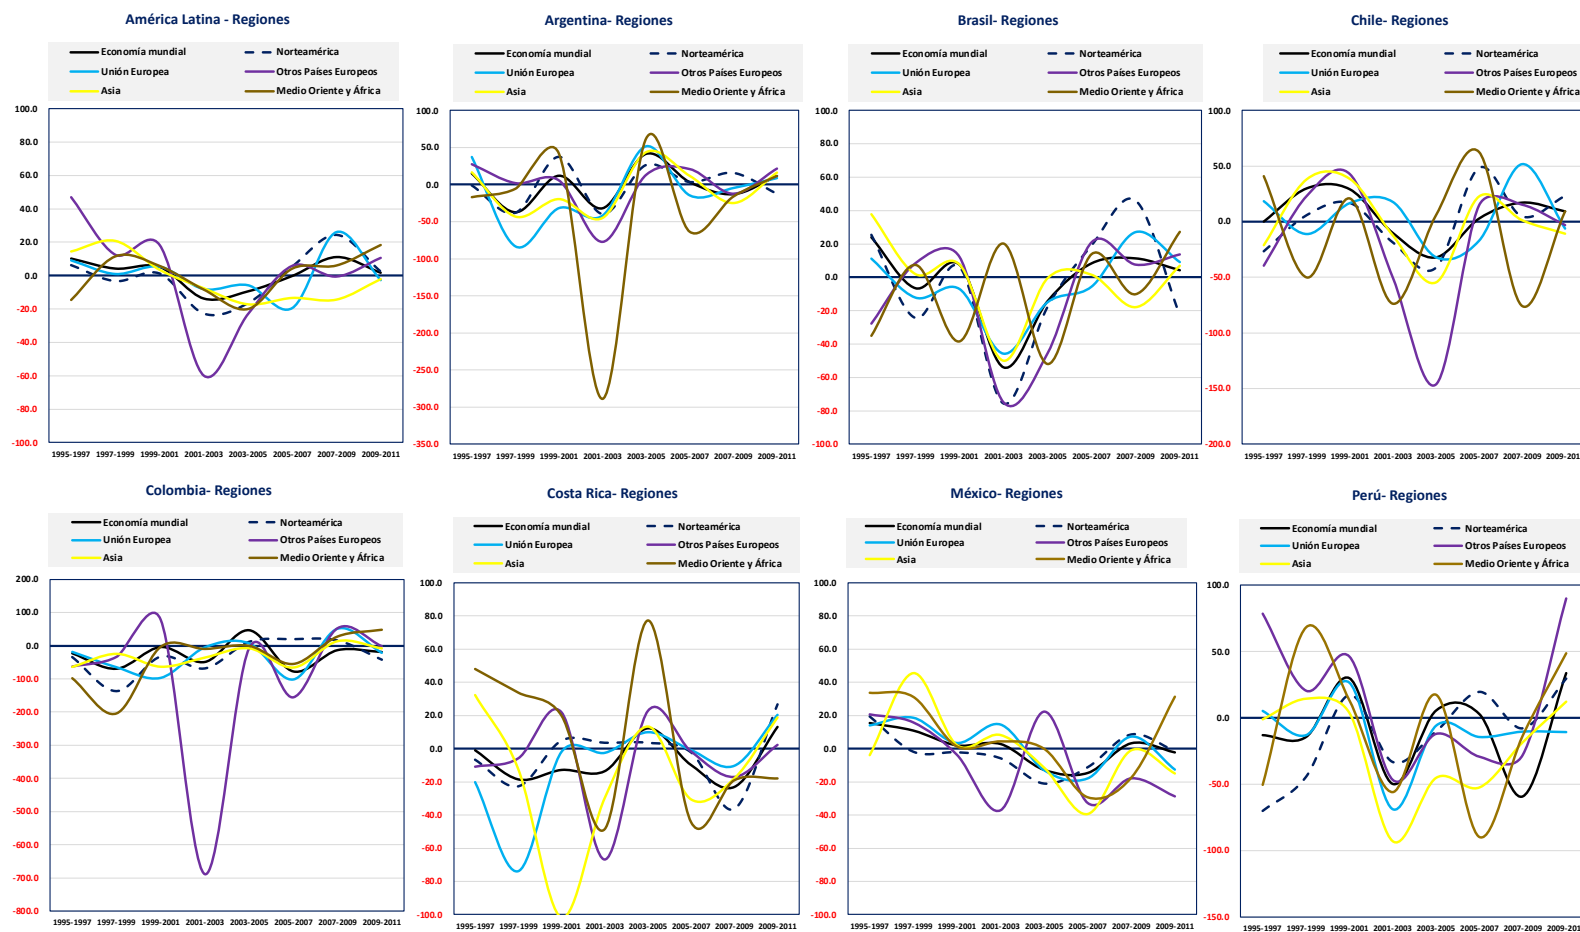 América Latina - Regiones
Economía mundial
Norteamérica
Unión Europea
Otros Países Europeos
Asia
Medio Oriente y África
100.0
80.0
60.0
40.0
20.0
0.0
-20.0
-40.0
-60.0
-80.0
-100.0
1995-1997 1997-1999 1999-2001 2001-2003 2003-2005 2005-2007 2007-2009 2009-2011
Argentina- Regiones
Economía mundial
Norteamérica
Unión Europea
Otros Países Europeos
Asia
Medio Oriente y África
100.0
50.0
0.0
-50.0
-100.0
-150.0
-200.0
-250.0
-300.0
-350.0
1995-1997 1997-1999 1999-2001 2001-2003 2003-2005 2005-2007 2007-2009 2009-2011
Brasil- Regiones
Economía mundial
Norteamérica
Unión Europea
Otros Países Europeos
Asia
Medio Oriente y África
100.0
80.0
60.0
40.0
20.0
0.0
-20.0
-40.0
-60.0
-80.0
-100.0
1995-1997 1997-1999 1999-2001 2001-2003 2003-2005 2005-2007 2007-2009 2009-2011
Chile- Regiones
Economía mundial
Norteamérica
Unión Europea
Otros Países Europeos
Asia
Medio Oriente y África
100.0
50.0
0.0
-50.0
-100.0
-150.0
-200.0
1995-1997 1997-1999 1999-2001 2001-2003 2003-2005 2005-2007 2007-2009 2009-201
Colombia- Regiones
Economía mundial
Norteamérica
Unión Europea
Otros Países Europeos
Asia
Medio Oriente y África
200.0
100.0
0.0
-100.0
-200.0
-300.0
-400.0
-500.0
-600.0
-700.0
-800.0
1995-1997 1997-1999 1999-2001 2001-2003 2003-2005 2005-2007 2007-2009 2009-2011
Costa Rica- Regiones
Economía mundial
Norteamérica
Unión Europea
Otros Países Europeos
Asia
Medio Oriente y África
100.0
80.0
60.0
40.0
20.0
0.0
-20.0
-40.0
-60.0
-80.0
-100.0
1995-1997 1997-1999 1999-2001 2001-2003 2003-2005 2005-2007 2007-2009 2009-2011
México- Regiones
Economía mundial
Norteamérica
Unión Europea
Otros Países Europeos
Asia
Medio Oriente y África
100.0
80.0
60.0
40.0
20.0
0.0
-20.0
-40.0
-60.0
-80.0
-100.0
1995-1997 1997-1999 1999-2001 2001-2003 2003-2005 2005-2007 2007-2009 2009-2011
Perú- Regiones
Economía mundial
Norteamérica
Unión Europea
Otros Países Europeos
Asia
Medio Oriente y África
100.0
50.0
0.0
-50.0
-100.0
-150.0
1995-1997 1997-1999 1999-2001 2001-2003 2003-2005 2005-2007 2007-2009 2009-201